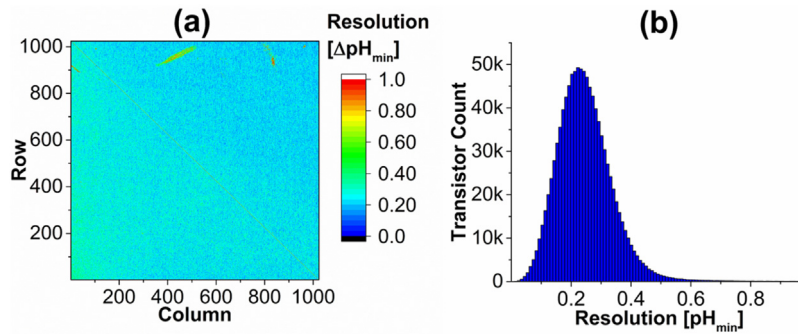 (a)
Resolution
[ΔpHmin]
1000
800
600
400
200
Row
200 400 600 800 1000
Column
1.0
0.80
0.60
0.40
0.20
0.0
(b)
50k
40k
30k
20k
10k
0
Transistor Count
0.2 0.4 0.6 0.8
Resolution [pHmin]